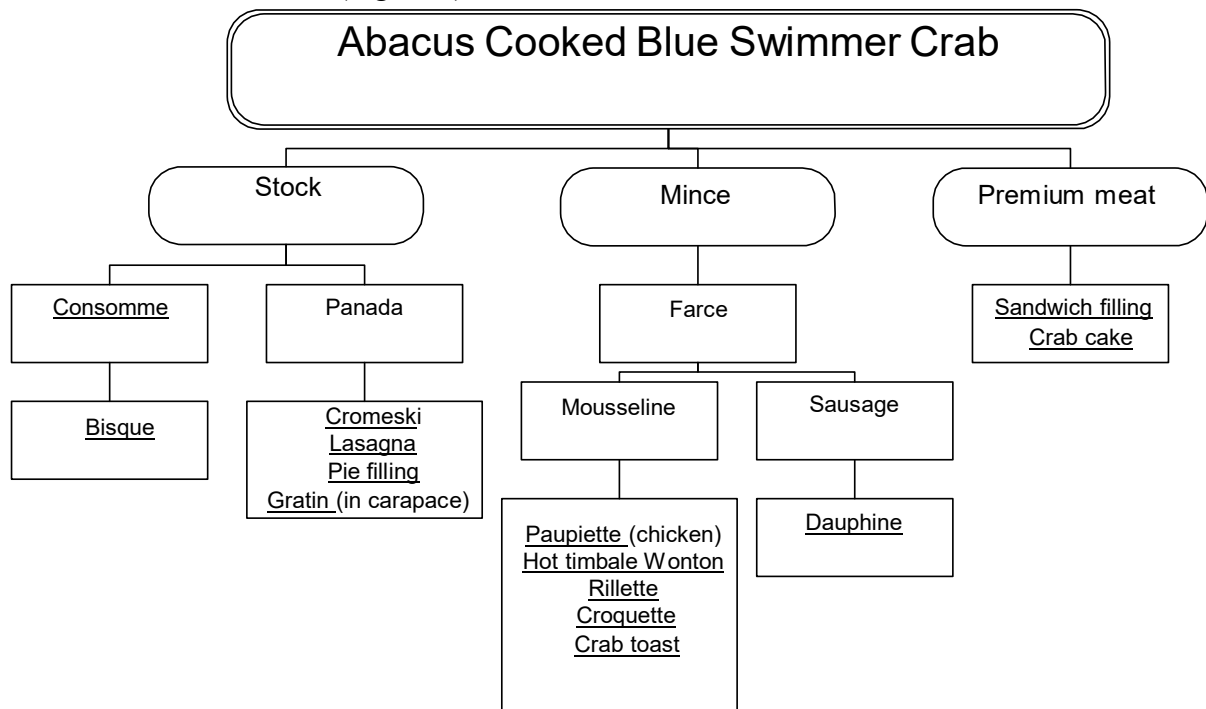 Abacus Cooked Blue Swimmer Crab
Stock
Mince
Premium meat
Consomme
Panada
Farce
Sandwich filling
Crab cake
Bisque
Cromeski
Lasagna
Pie filling
Gratin (in carapace)
Mousseline
Sausage
Paupiette (chicken)
Hot timbale Wonton
Rillette
Croquette
Crab toast
Dauphine